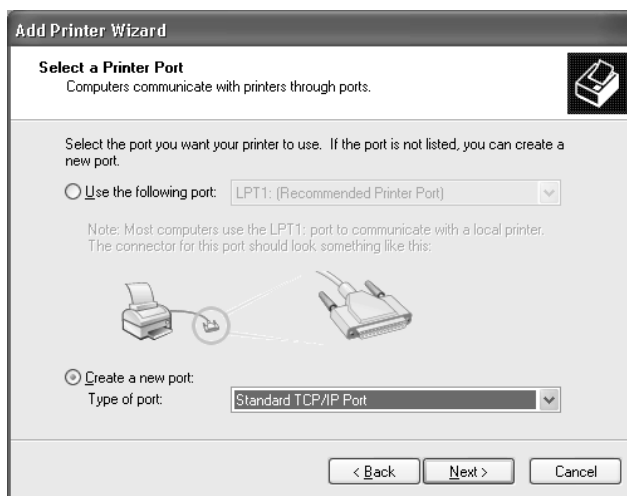 Add Printer Wizard
Select a Printer Port
Computers communicate with printers through ports.
Select the port you want your printer to use. If the port is not listed, you can create a
new port.
Use the following port: LPT1: (Recommended Printer Port)
Note: Most computers use the LPT1: port to communicate with a local printer.
The connector for this port should look something like this:
Create a new port:
Type of port: Standard TCP/IP Port
< Back Next > Cancel